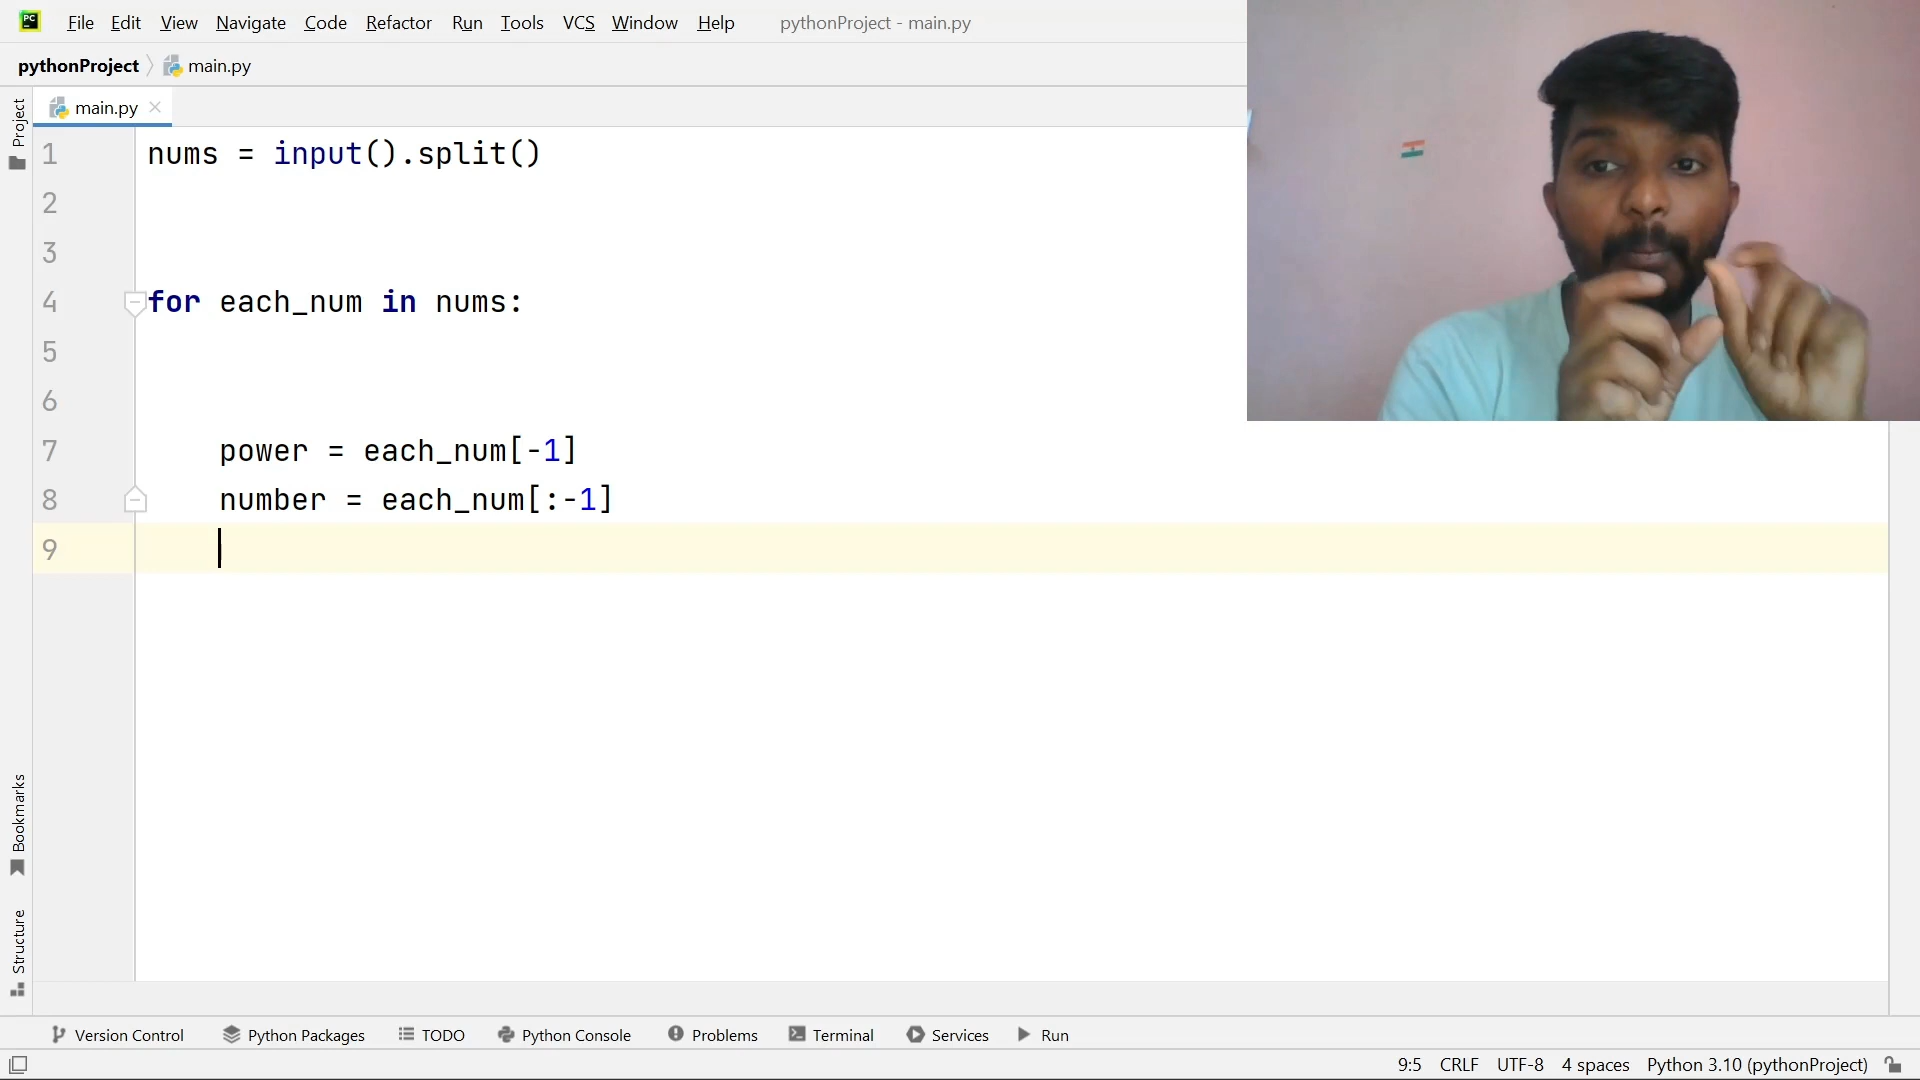 PC File Edit View Navigate Code Refactor Run Tools VCS Window Help pythonProject - main.py
pythonProject main.py
Project
main.py
1 nums = input().split()
2
3
4 for each_num in nums:
5
6
7 power = each_num[-1]
8 number = each_num[:-1]
9
Bookmarks
Structure
Version Control Python Packages TODO Python Console Problems Terminal Services Run
9:5 CRLF UTF-8 4 spaces Python 3.10 (pythonProject)